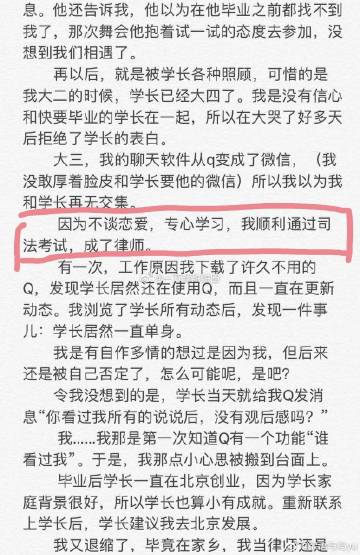 息。他还告诉我，他以为在他毕业之前都找不到
我了，那次舞会他抱着试一试的态度去参加，没
想到我们相遇了。
再以后，就是被学长各种照顾，可惜的是
我大二的时候，学长已经大四了。我是没有信心
和快要毕业的学长在一起，所以在大哭了好多天
后拒绝了学长的表白。
大三，我的聊天软件从q变成了微信，（我
没敢厚着脸皮和学长要他的微信）所以我以为我
和学长再无交集。
因为不谈恋爱，专心学习，我顺利通过司
法考试，成了律师。
有一次，工作原因我下载了许久不用的
Q，发现学长居然还在使用Q，而且一直在更新
动态。我浏览了学长所有动态后，发现一件事
儿：学长居然一直单身。
我是有自作多情的想过是因为我，但后来
还是被自己否定了，怎么可能呢，是吧？
令我没想到的是，学长当天就给我Q发消
息“你看过我所有的说说后，没有观后感吗？”
我......我那是第一次知道Q有一个功能“谁
看过我”。于是，我那点小心思被搬到台面上。
毕业后学长一直在北京创业，因为学长家
庭背景很好，所以学长也算小有成就。重新联系
上学长后，学长建议我去北京发展。
我又退缩了，毕竟在家乡，我当律师还是